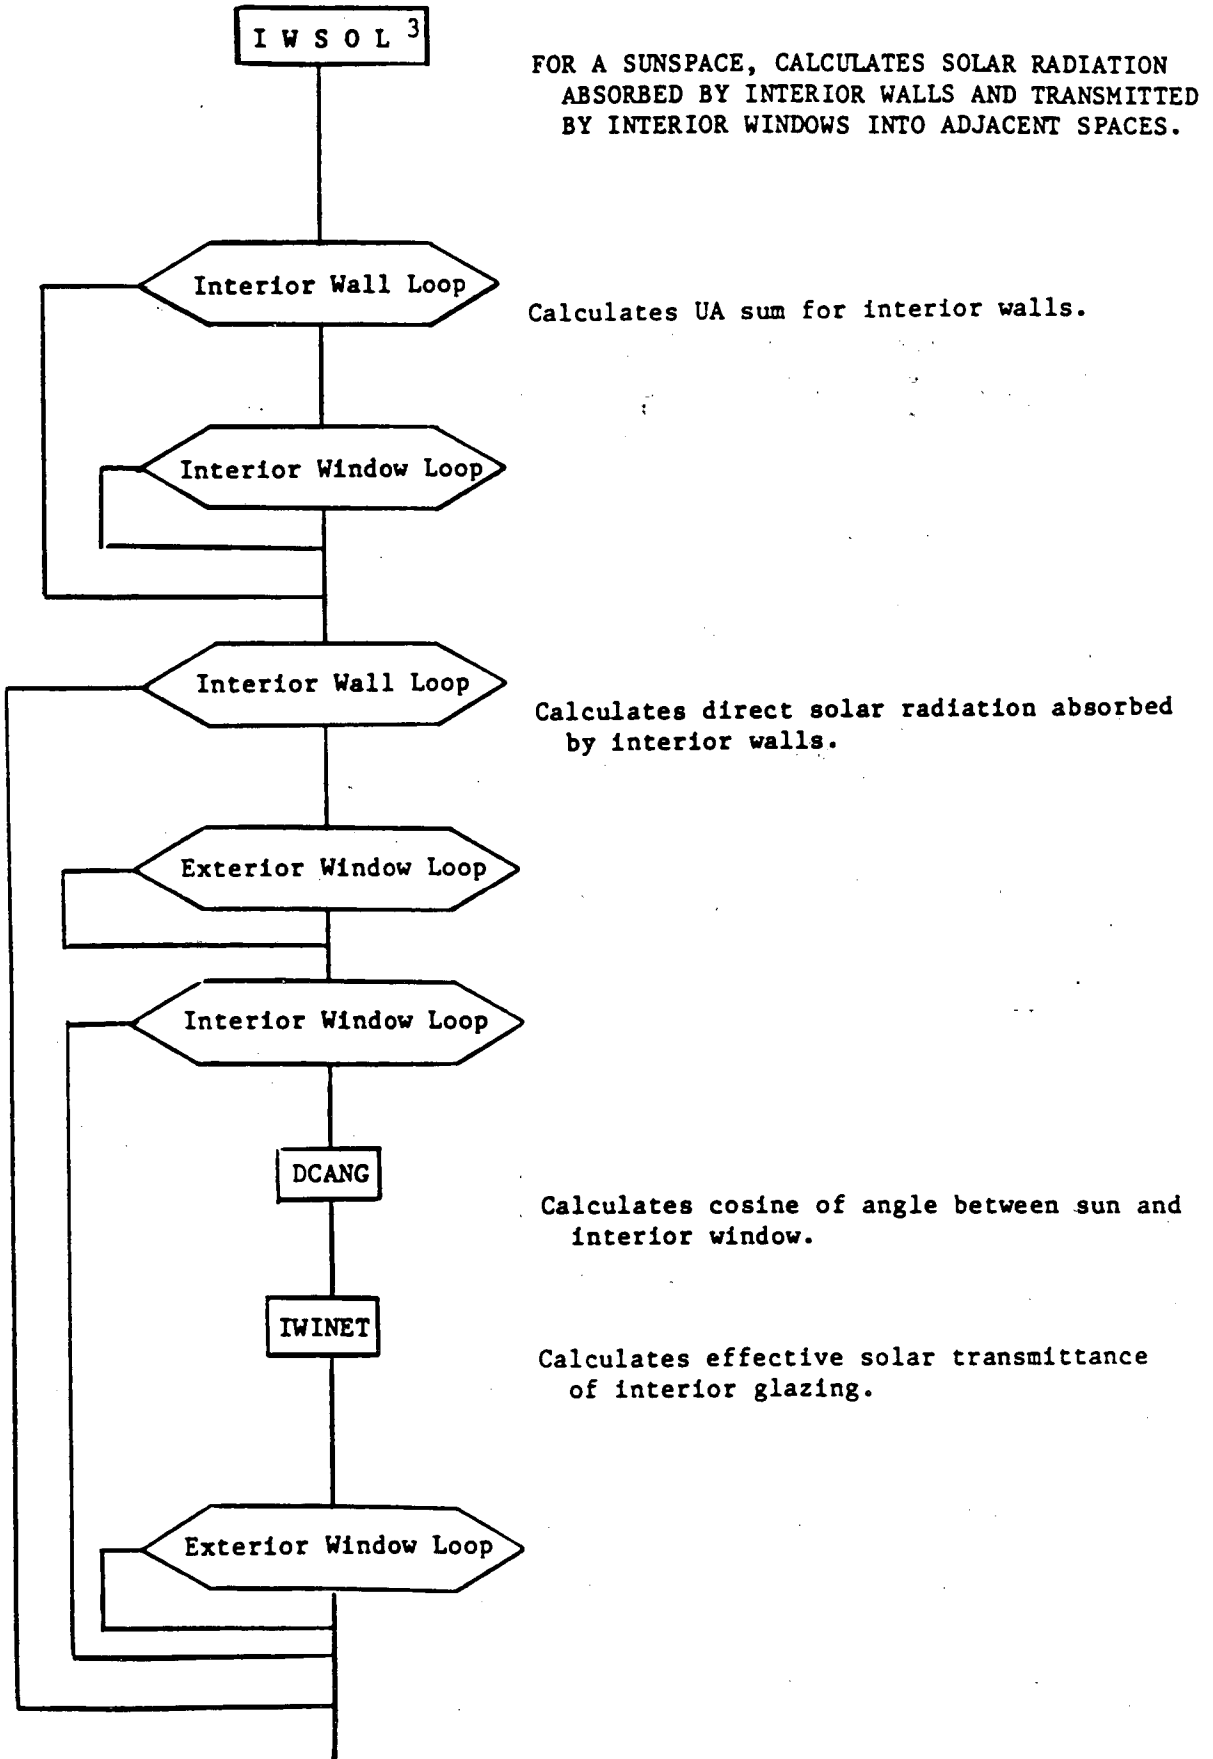 I W S O L 3
FOR A SUNSPACE, CALCULATES SOLAR RADIATION
ABSORBED BY INTERIOR WALLS AND TRANSMITTED
BY INTERIOR WINDOWS INTO ADJACENT SPACES.
Interior Wall Loop
Calculates UA sum for interior walls.
Interior Window Loop
Interior Wall Loop
Calculates direct solar radiation absorbed
by interior walls.
Exterior Window Loop
Interior Window Loop
DCANG
Calculates cosine of angle between sun and
interior window.
IWINET
Calculates effective solar transmittance
of interior glazing.
Exterior Window Loop